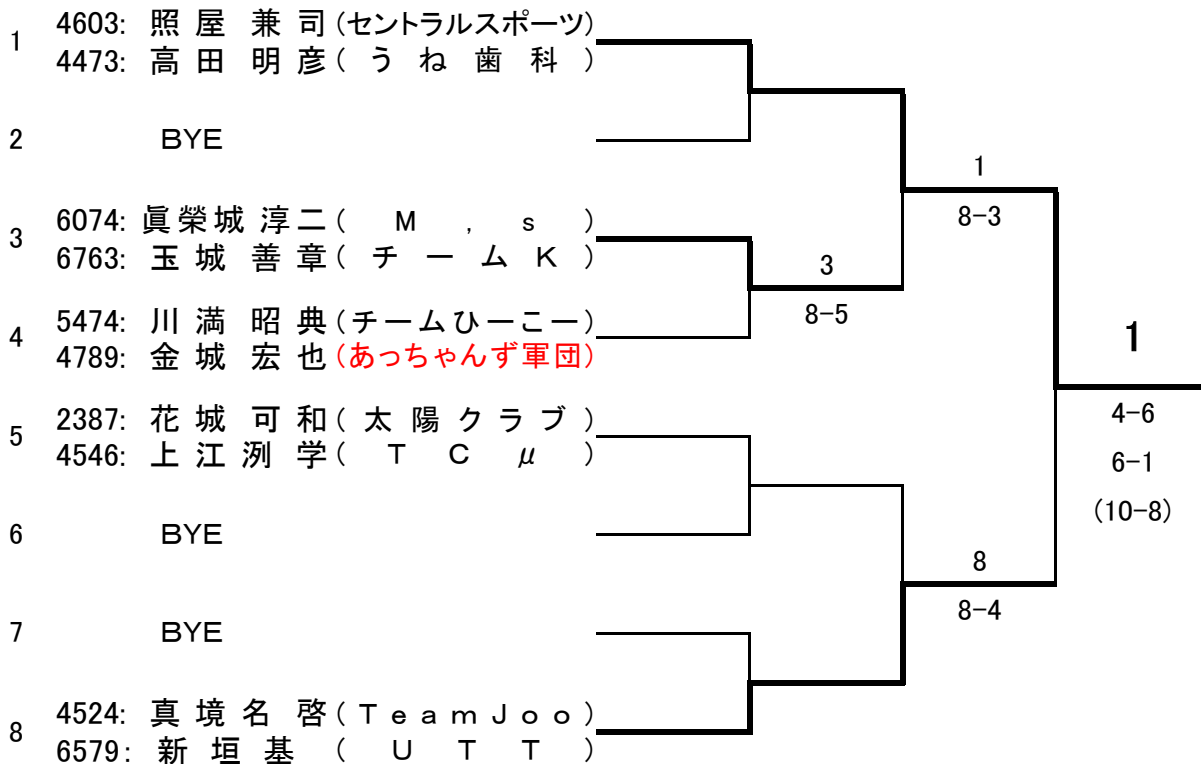 1 4603: 照屋 兼司(セントラルスポーツ)
4473: 高田 明彦(うね歯科)
2 BYE
1
8-3
3 6074: 眞榮城 淳二(M,s)
6763: 玉城 善章(チームK)
3
8-5
4 5474: 川満 昭典(チームひーこー)
4789: 金城 宏也(あっちゃんず軍団)
1
4-6
6-1
(10-8)
5 2387: 花城 可和(太陽クラブ)
4546: 上江洌 学(TCμ)
6 BYE
8
8-4
7 BYE
8 4524: 真境名 啓(TeamJoo)
6579: 新垣基 (UTT)